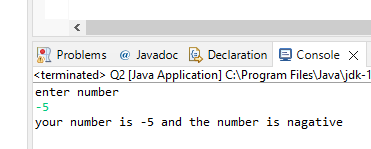 Problems @ Javadoc Declaration Console
<terminated> Q2 [Java Application] C:\Program Files\Java\jdk-1
enter number
-5
your number is -5 and the number is nagative